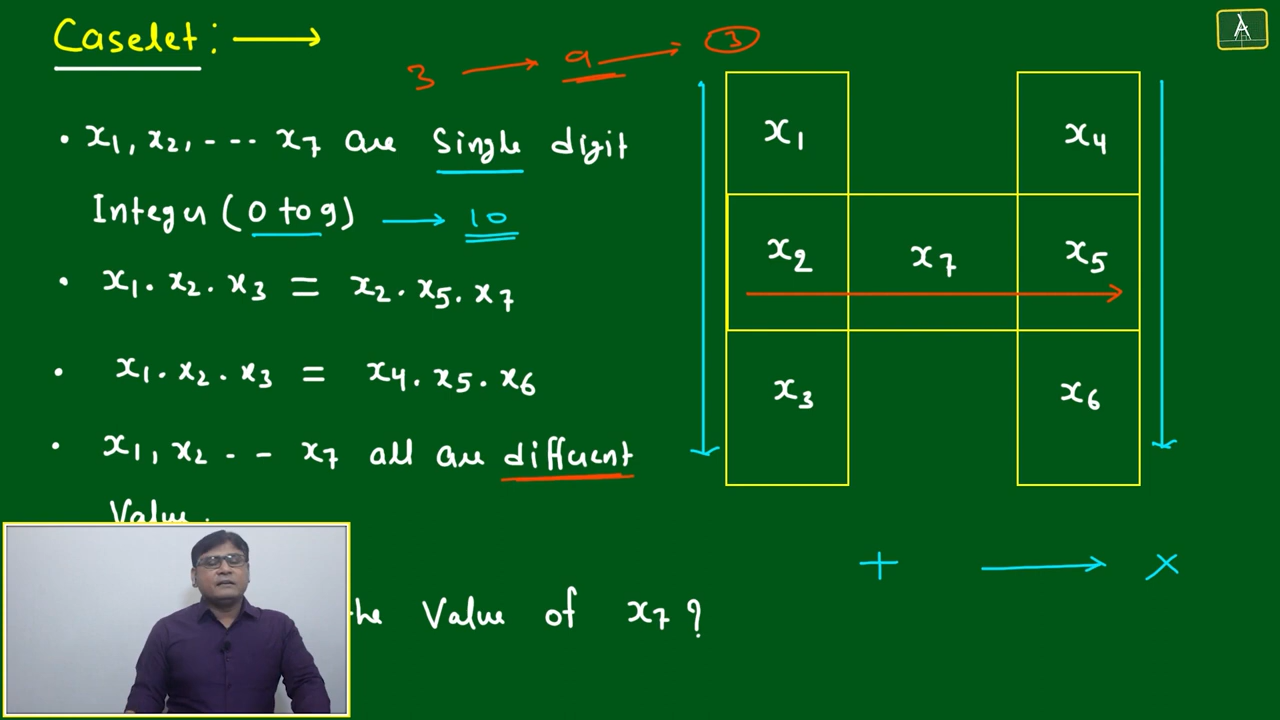 Caselet: →
3 → 9 → 3
• x₁, x₂, --- x₇ are Single digit
Integer (0 to 9) → 10
• x₁. x₂. x₃ = x₂. x₅. x₇
• x₁. x₂. x₃ = x₄. x₅. x₆
• x₁, x₂ - - x₇ all are different
Value.
the Value of x₇?
x₁ x₄
x₂ x₇ x₅
x₃ x₆
+ → ×
A